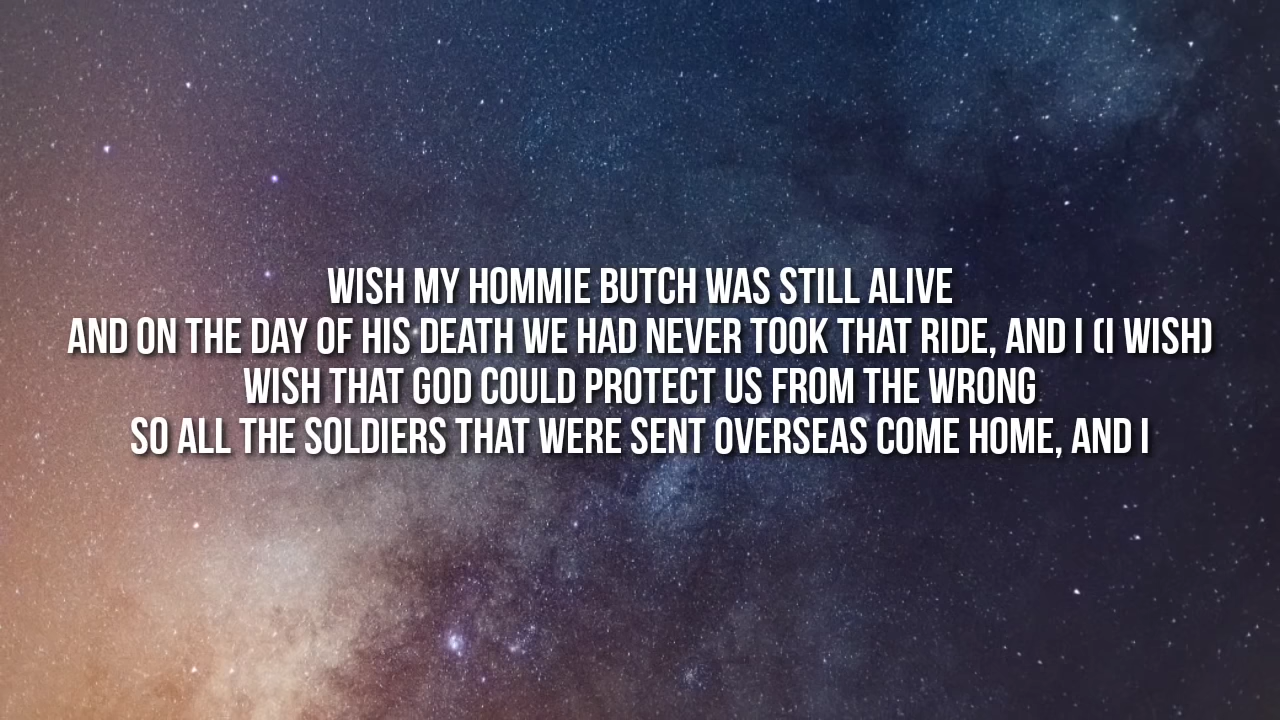 WISH MY HOMMIE BUTCH WAS STILL ALIVE
AND ON THE DAY OF HIS DEATH WE HAD NEVER TOOK THAT RIDE, AND I (I WISH)
WISH THAT GOD COULD PROTECT US FROM THE WRONG
SO ALL THE SOLDIERS THAT WERE SENT OVERSEAS COME HOME, AND I